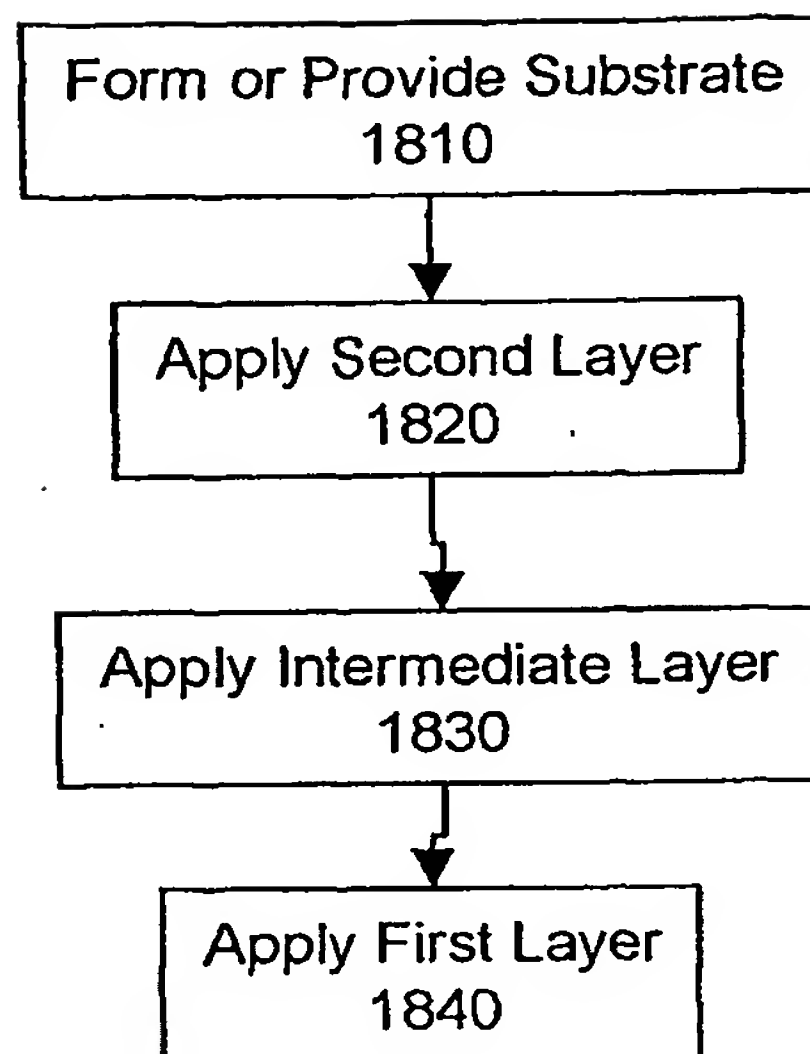 Form or Provide Substrate
1810
Apply Second Layer
1820
Apply Intermediate Layer
1830
Apply First Layer
1840